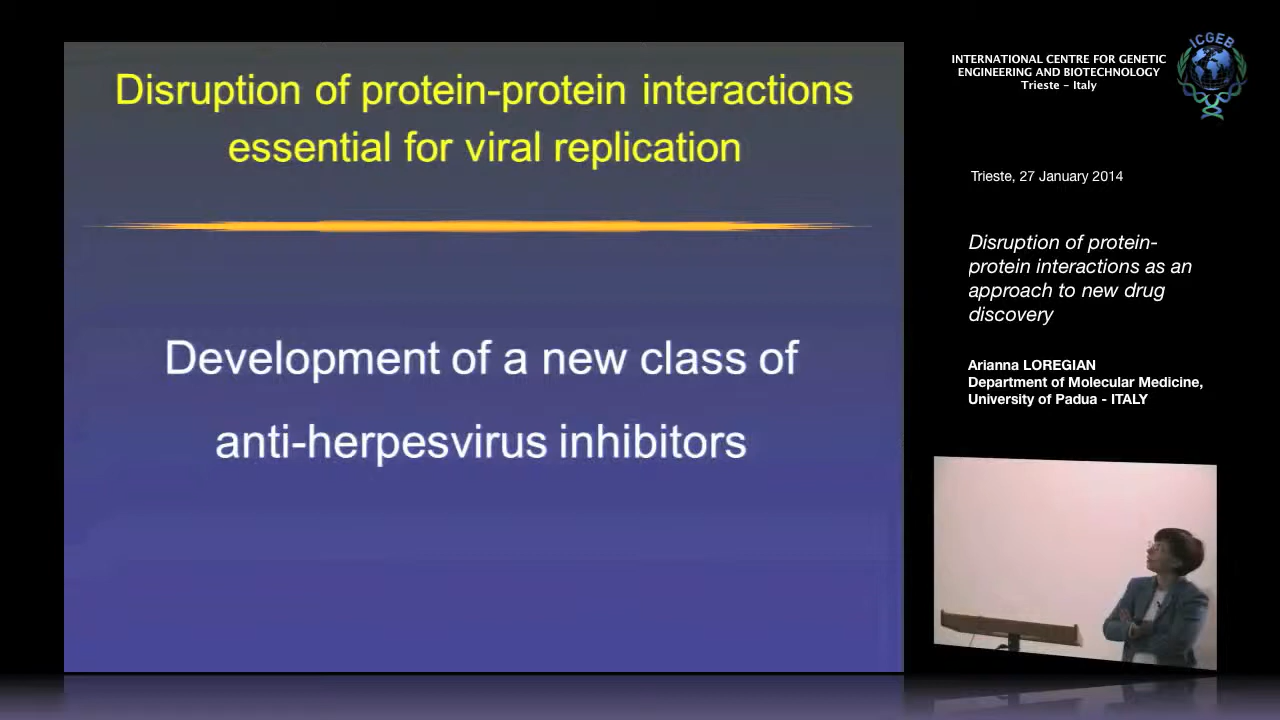 Disruption of protein-protein interactions
essential for viral replication
Development of a new class of
anti-herpesvirus inhibitors
INTERNATIONAL CENTRE FOR GENETIC
ENGINEERING AND BIOTECHNOLOGY
Trieste - Italy
ICGEB
Trieste, 27 January 2014
Disruption of protein-
protein interactions as an
approach to new drug
discovery
Arianna LOREGIAN
Department of Molecular Medicine,
University of Padua - ITALY